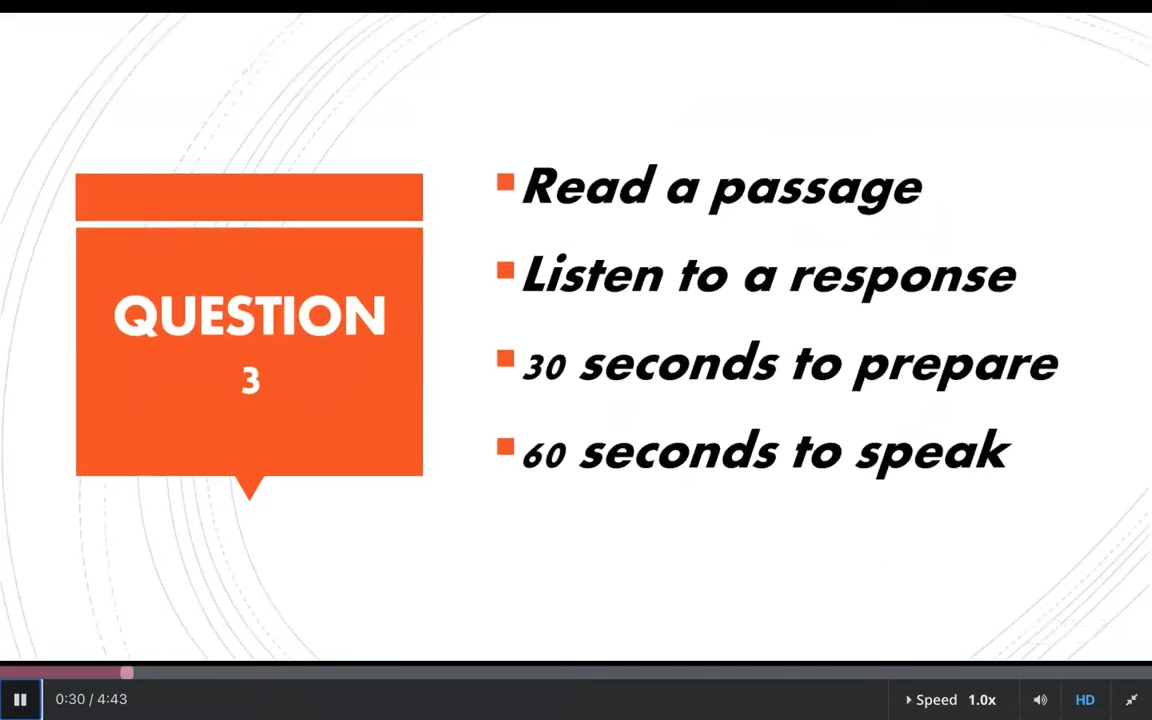 QUESTION
3
Read a passage
Listen to a response
30 seconds to prepare
60 seconds to speak
0:30 / 4:43
Speed 1.0x
HD